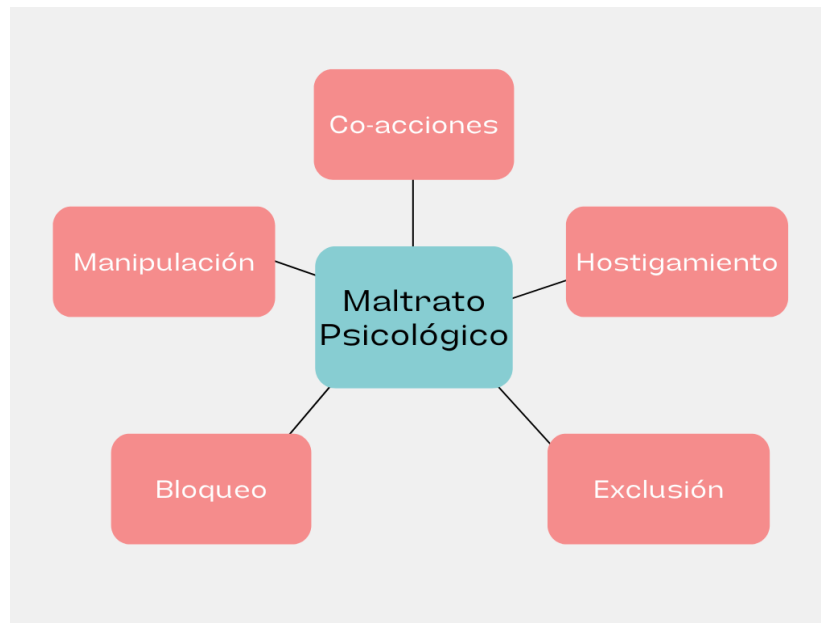 Co-acciones
Manipulación
Hostigamiento
Maltrato
Psicológico
Bloqueo
Exclusión